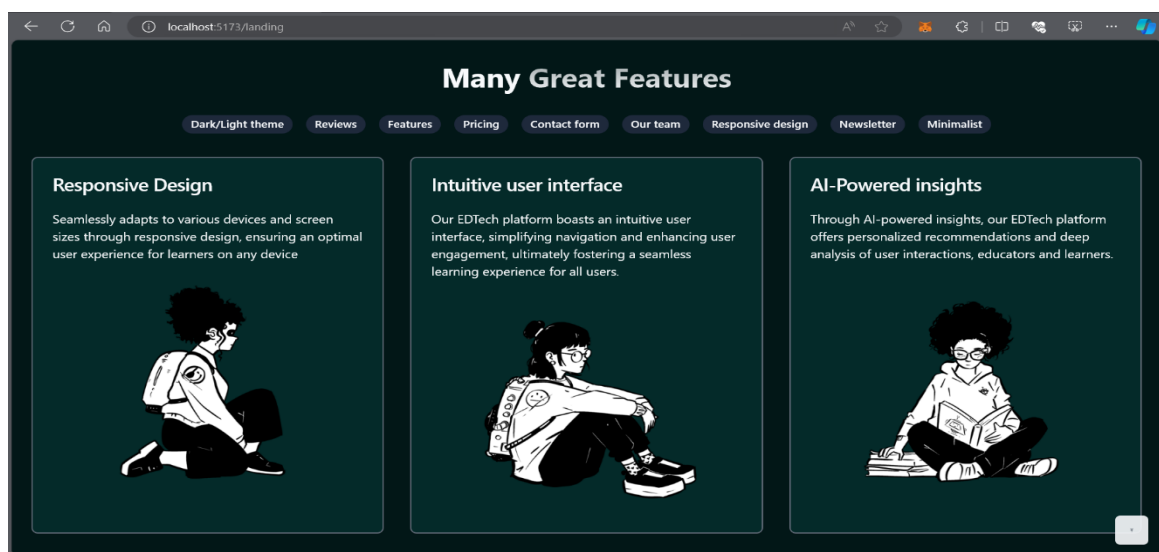 localhost:5173/landing
Many Great Features
Dark/Light theme Reviews Features Pricing Contact form Our team Responsive design Newsletter Minimalist
Responsive Design
Seamlessly adapts to various devices and screen
sizes through responsive design, ensuring an optimal
user experience for learners on any device
Intuitive user interface
Our EDTech platform boasts an intuitive user
interface, simplifying navigation and enhancing user
engagement, ultimately fostering a seamless
learning experience for all users.
AI-Powered insights
Through AI-powered insights, our EDTech platform
offers personalized recommendations and deep
analysis of user interactions, educators and learners.